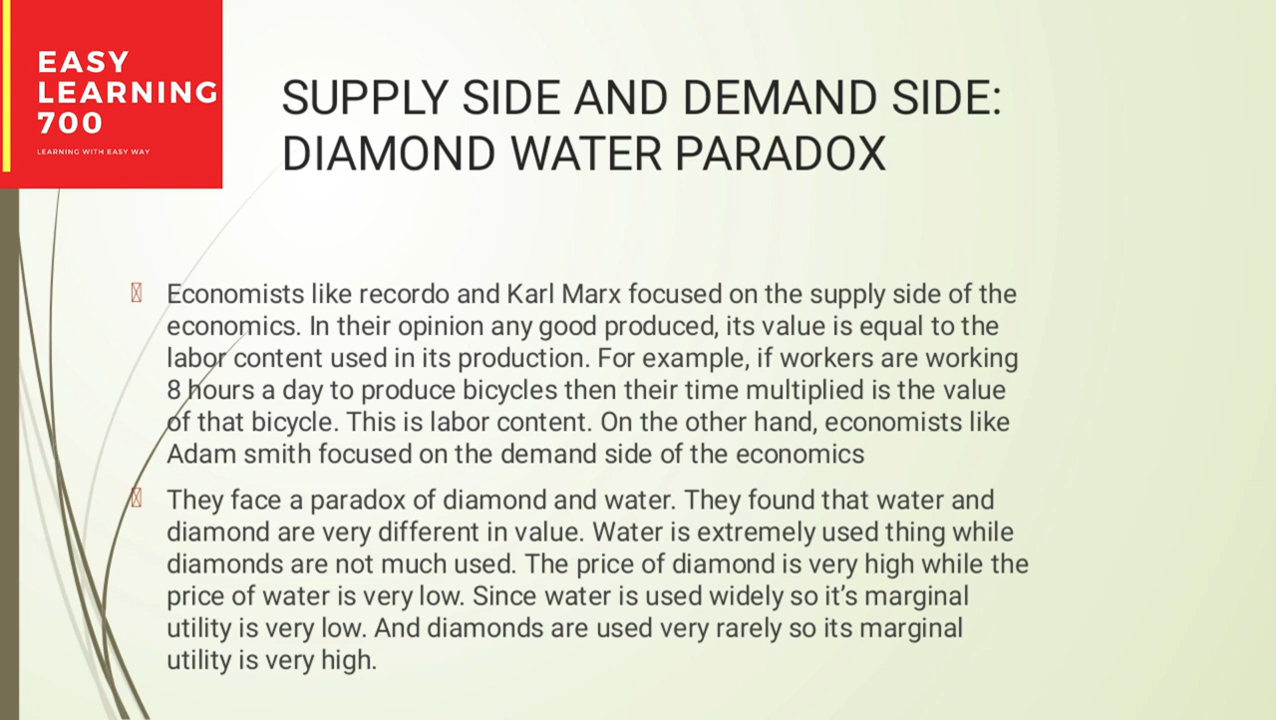 EASY
LEARNING
700
LEARNING WITH EASY WAY
SUPPLY SIDE AND DEMAND SIDE:
DIAMOND WATER PARADOX
Economists like recordo and Karl Marx focused on the supply side of the
economics. In their opinion any good produced, its value is equal to the
labor content used in its production. For example, if workers are working
8 hours a day to produce bicycles then their time multiplied is the value
of that bicycle. This is labor content. On the other hand, economists like
Adam smith focused on the demand side of the economics
They face a paradox of diamond and water. They found that water and
diamond are very different in value. Water is extremely used thing while
diamonds are not much used. The price of diamond is very high while the
price of water is very low. Since water is used widely so it’s marginal
utility is very low. And diamonds are used very rarely so its marginal
utility is very high.